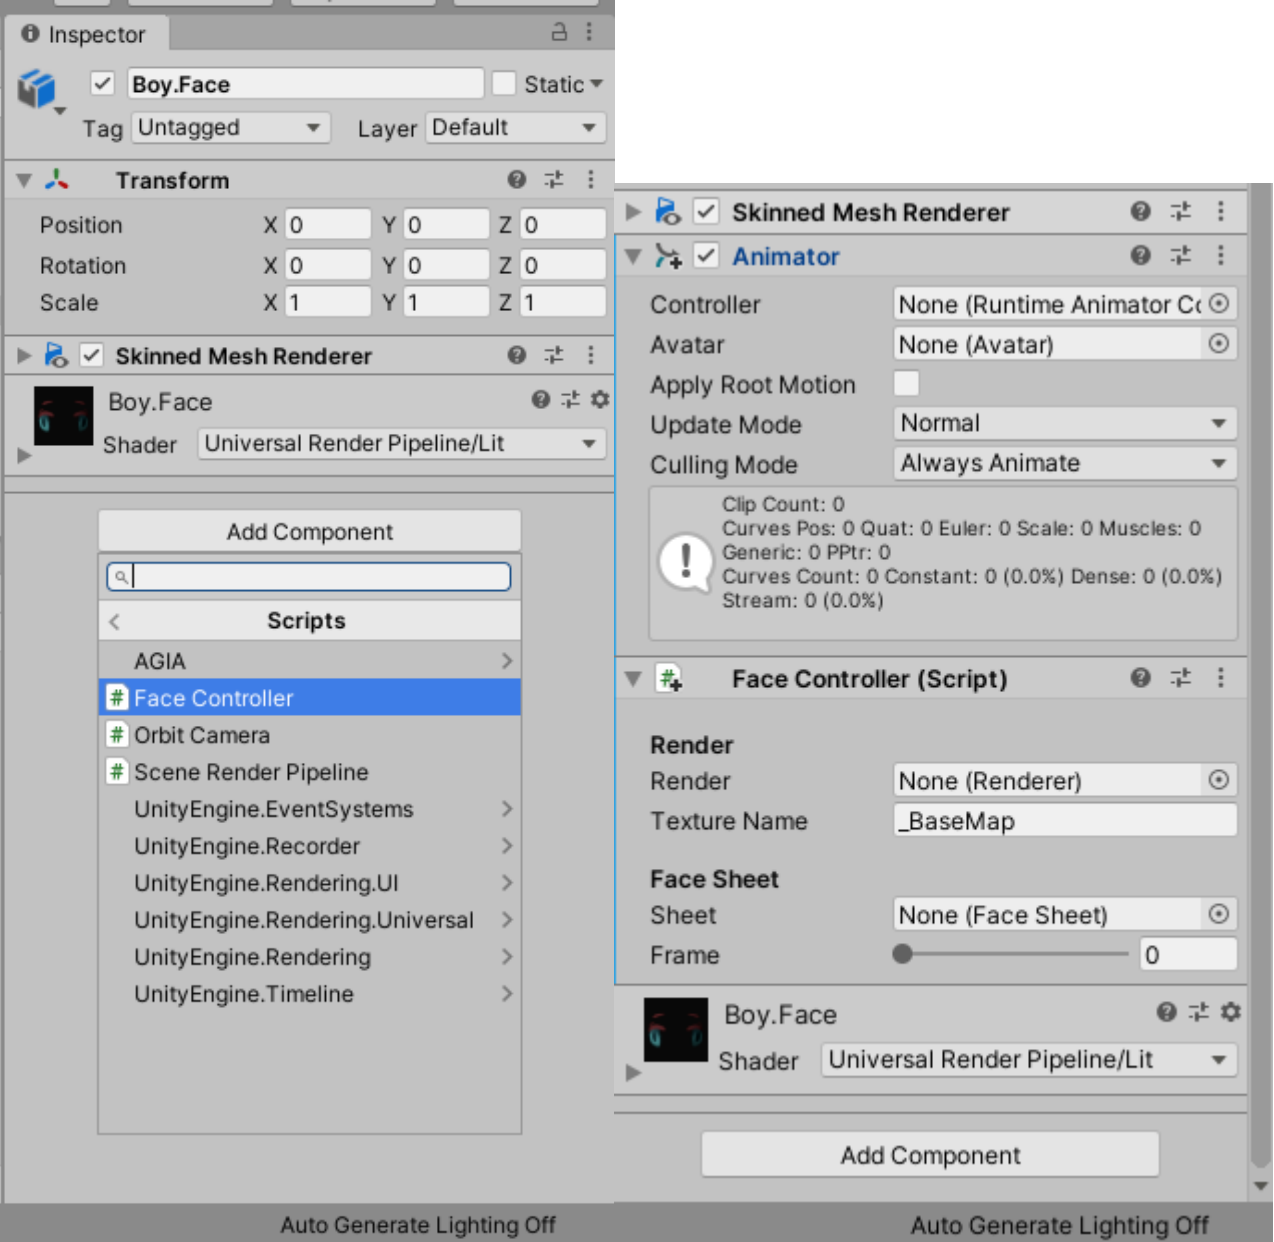 Inspector
Boy.Face
Static
Tag Untagged Layer Default
Transform
Position X 0 Y 0 Z 0
Rotation X 0 Y 0 Z 0
Scale X 1 Y 1 Z 1
Skinned Mesh Renderer
Boy.Face
Shader Universal Render Pipeline/Lit
Add Component
Scripts
AGIA
# Face Controller
# Orbit Camera
# Scene Render Pipeline
UnityEngine.EventSystems
UnityEngine.Recorder
UnityEngine.Rendering.UI
UnityEngine.Rendering.Universal
UnityEngine.Rendering
UnityEngine.Timeline
Auto Generate Lighting Off
Skinned Mesh Renderer
Animator
Controller None (Runtime Animator Co
Avatar None (Avatar)
Apply Root Motion
Update Mode Normal
Culling Mode Always Animate
Clip Count: 0
Curves Pos: 0 Quat: 0 Euler: 0 Scale: 0 Muscles: 0
Generic: 0 PPtr: 0
Curves Count: 0 Constant: 0 (0.0%) Dense: 0 (0.0%)
Stream: 0 (0.0%)
# Face Controller (Script)
Render
Render None (Renderer)
Texture Name _BaseMap
Face Sheet
Sheet None (Face Sheet)
Frame 0
Boy.Face
Shader Universal Render Pipeline/Lit
Add Component
Auto Generate Lighting Off